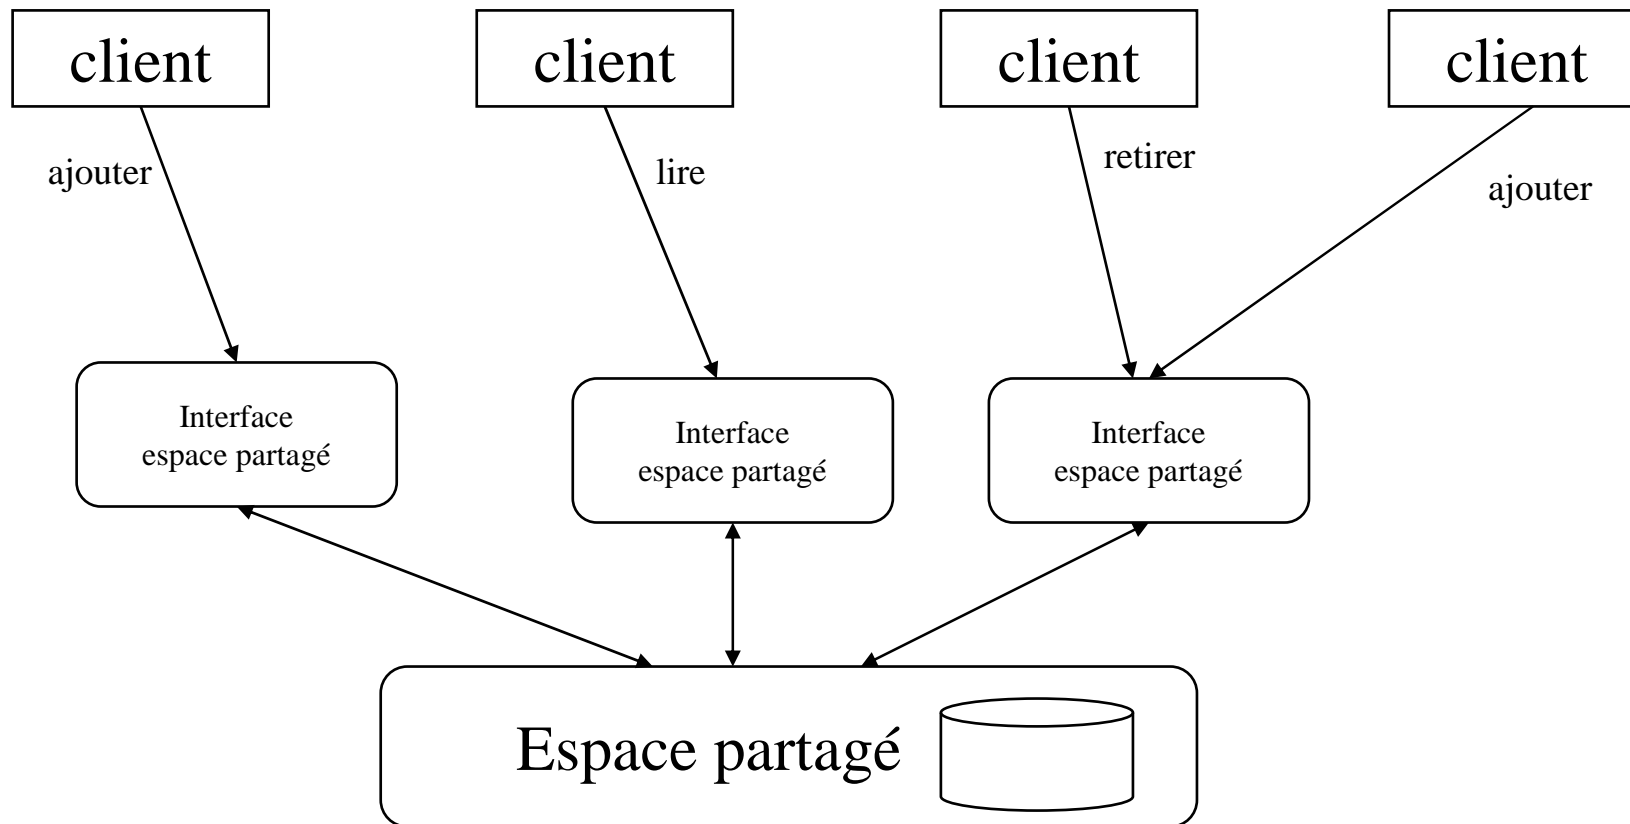 client
client
client
client
ajouter
lire
retirer
ajouter
Interface
espace partagé
Interface
espace partagé
Interface
espace partagé
Espace partagé